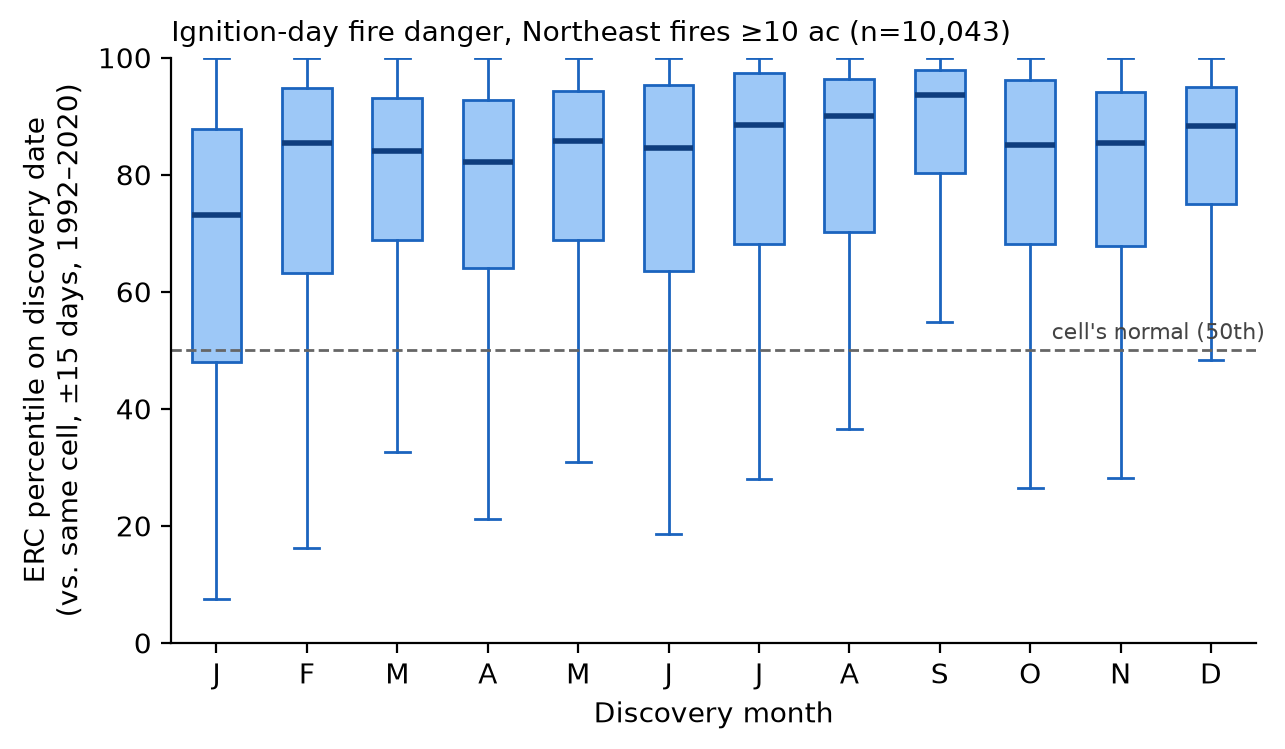 Ignition-day fire danger, Northeast fires ≥10 ac (n=10,043)
ERC percentile on discovery date
(vs. same cell, ±15 days, 1992–2020)
100
80
60
40
20
0
cell's normal (50th)
J F M A M J J A S O N D
Discovery month